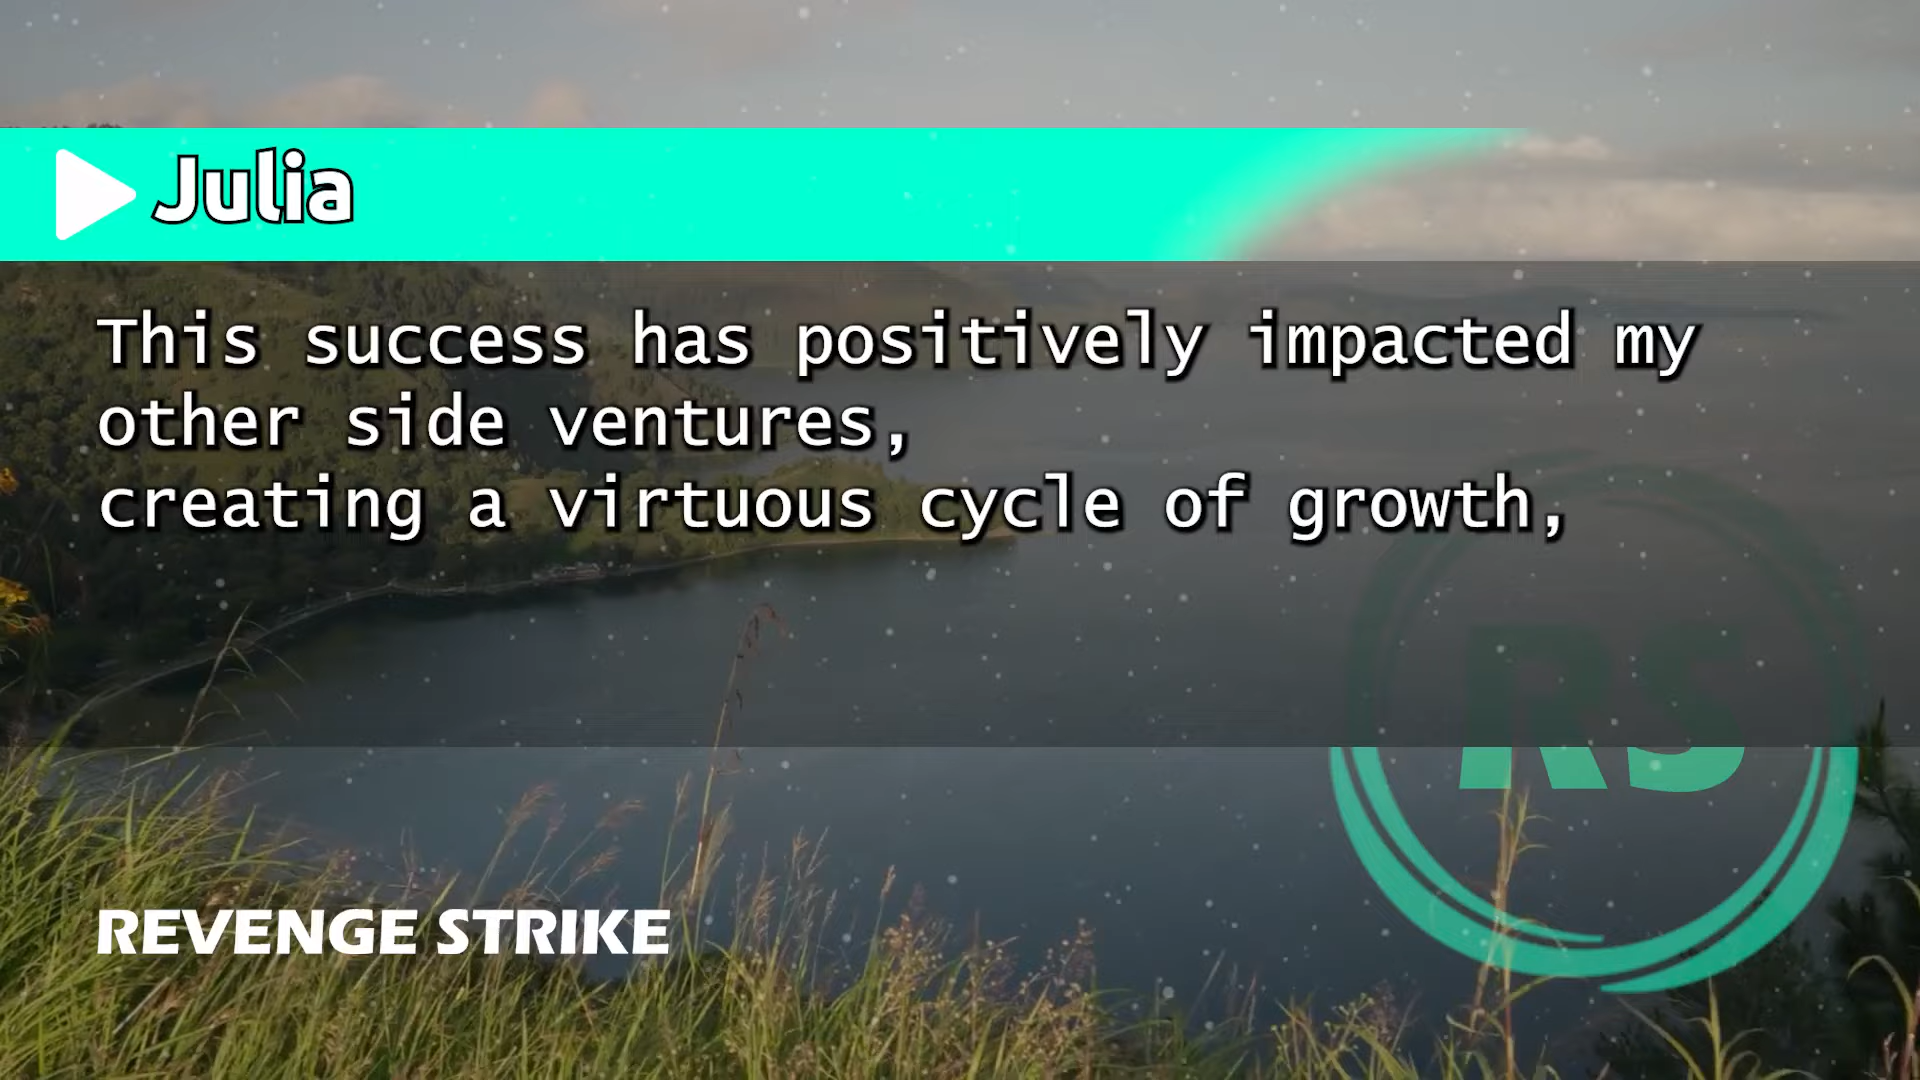 Julia
This success has positively impacted my
other side ventures,
creating a virtuous cycle of growth,
RS
REVENGE STRIKE